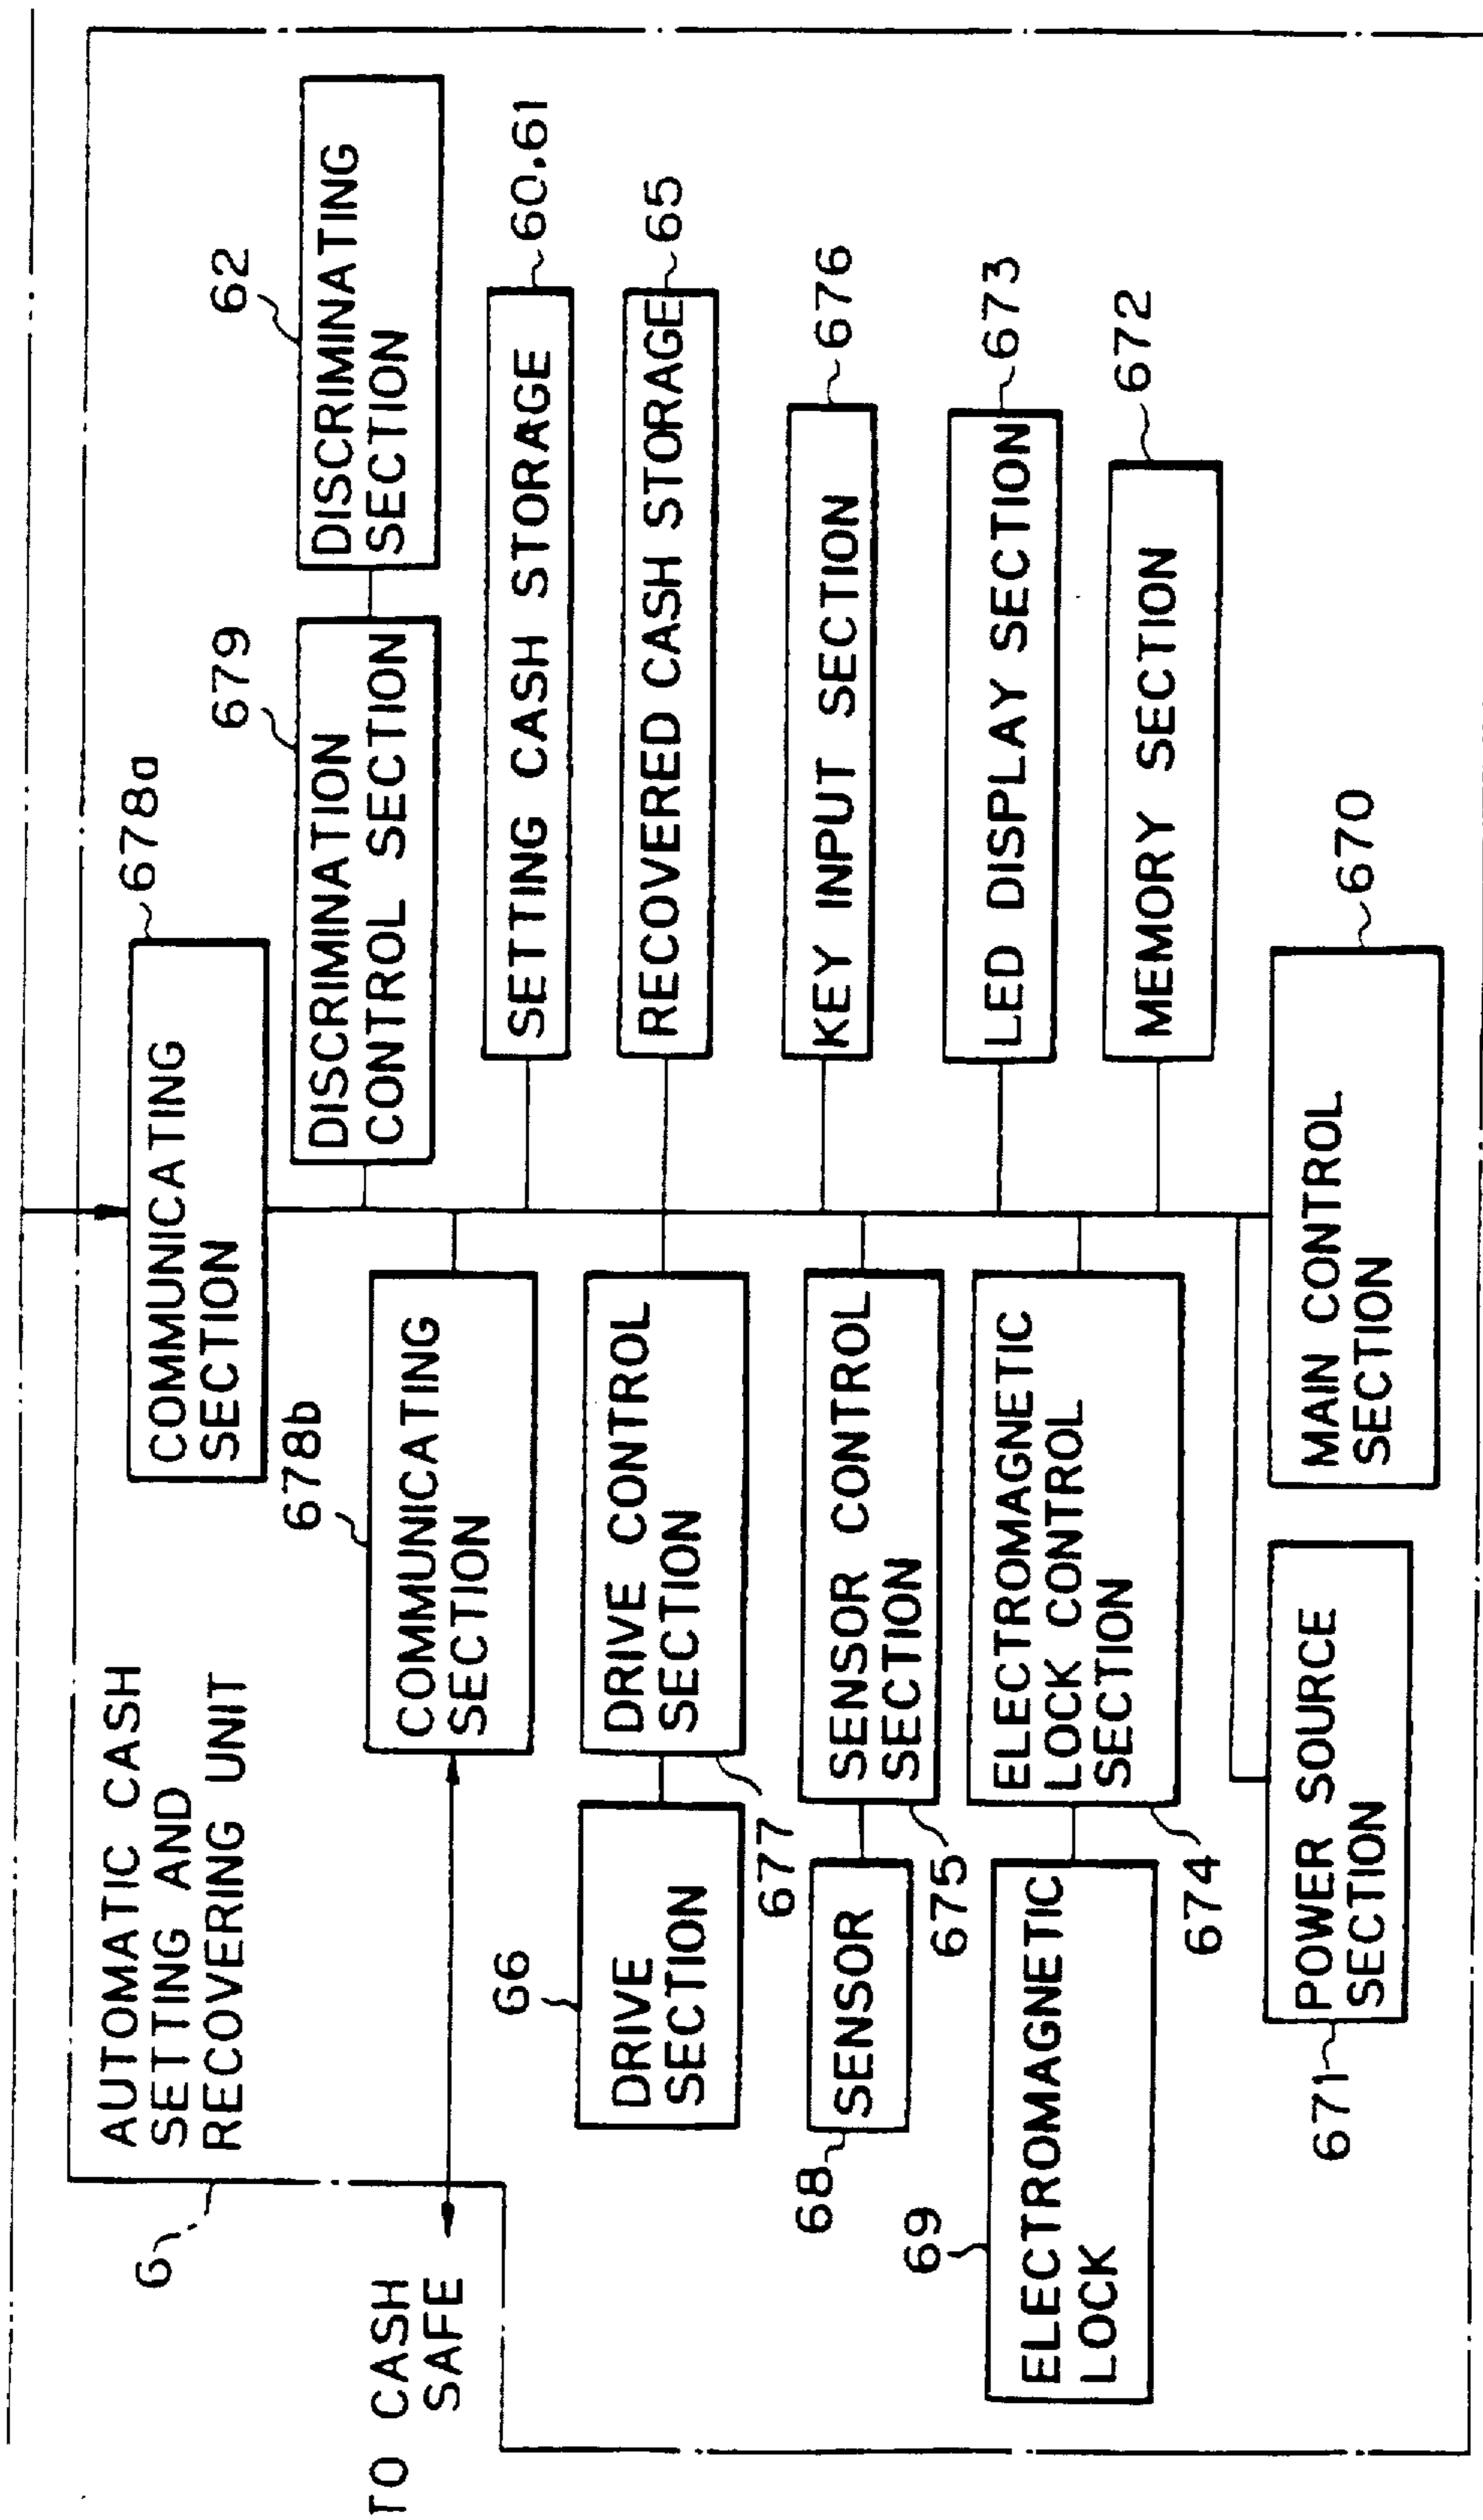 6
AUTOMATIC CASH
SETTING AND
RECOVERING UNIT
TO CASH
SAFE
678a
COMMUNICATING
SECTION
678b
COMMUNICATING
SECTION
679
DISCRIMINATION
CONTROL SECTION
62
DISCRIMINATING
SECTION
SETTING CASH STORAGE
60.61
66
DRIVE
SECTION
DRIVE CONTROL
SECTION
677
RECOVERED CASH STORAGE
65
68
SENSOR
SENSOR CONTROL
SECTION
675
KEY INPUT SECTION
676
69
ELECTROMAGNETIC
LOCK
ELECTROMAGNETIC
LOCK CONTROL
SECTION
674
LED DISPLAY SECTION
673
MEMORY SECTION
672
671
POWER SOURCE
SECTION
MAIN CONTROL
SECTION
670